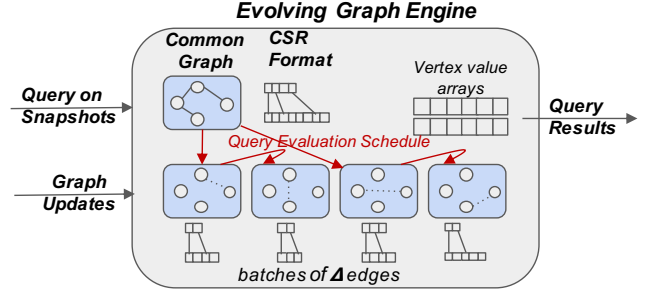 Evolving Graph Engine
Common
Graph
CSR
Format
Vertex value
arrays
Query on
Snapshots
Query
Results
Query Evaluation Schedule
Graph
Updates
batches of Δ edges